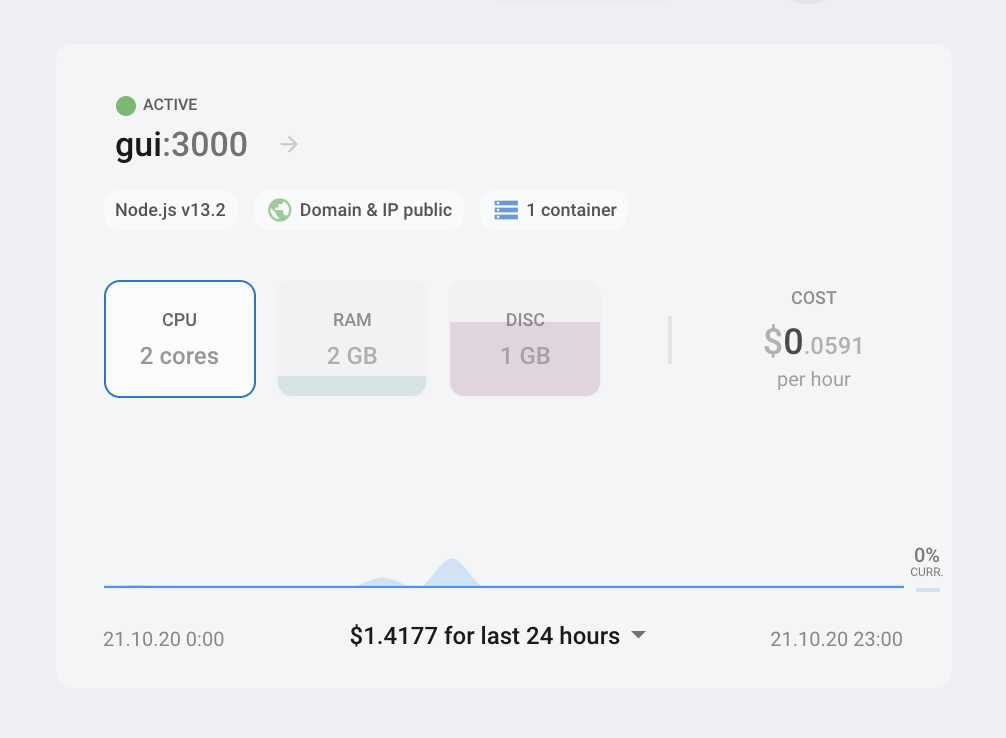 ACTIVE
gui:3000
Node.js v13.2
Domain & IP public
1 container
CPU
2 cores
RAM
2 GB
DISC
1 GB
COST
$0.0591
per hour
0%
CURR.
21.10.20 0:00
$1.4177 for last 24 hours
21.10.20 23:00